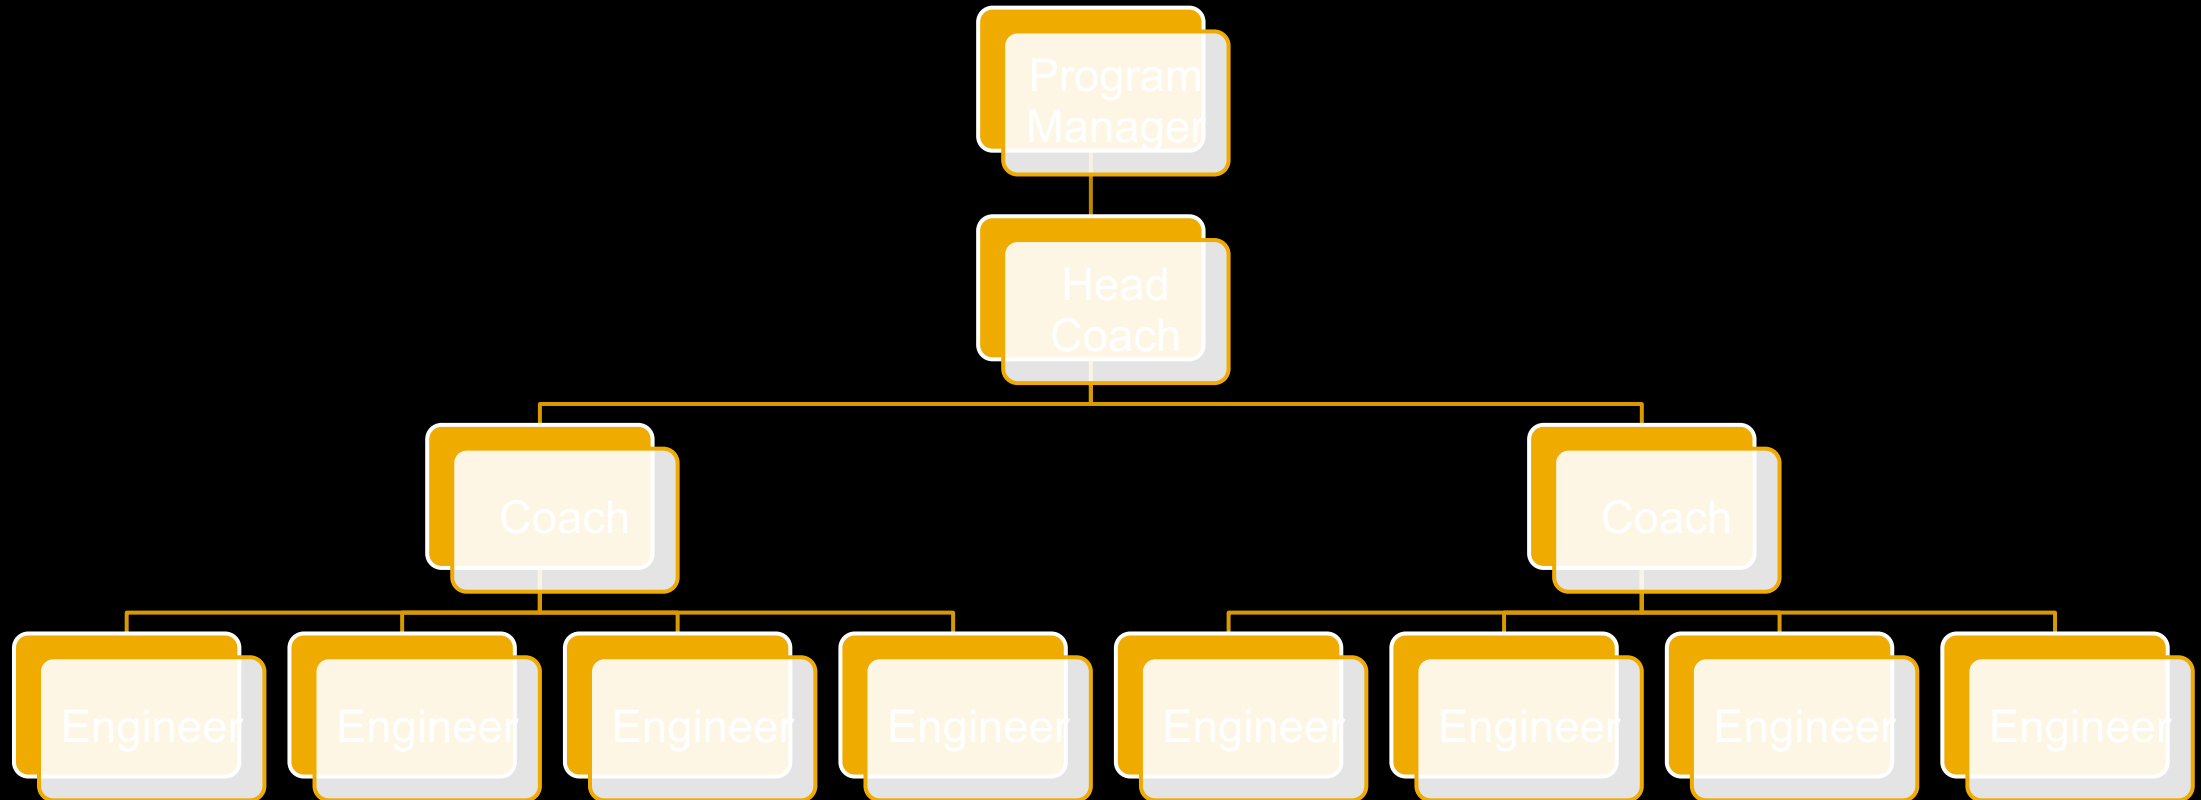 Program
Manager
Head
Coach
Coach
Coach
Engineer
Engineer
Engineer
Engineer
Engineer
Engineer
Engineer
Engineer